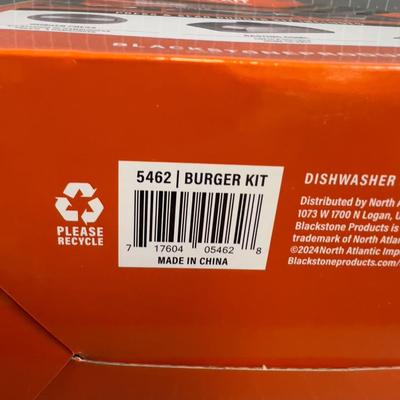 BLACKSTONEPRO
5462 | BURGER KIT
7 17604 05462 8
MADE IN CHINA
PLEASE
RECYCLE
DISHWASHER
Distributed by North A
1073 W 1700 N Logan, U
Blackstone Products is
trademark of North Atlan
©2024North Atlantic Imp
Blackstoneproducts.com/